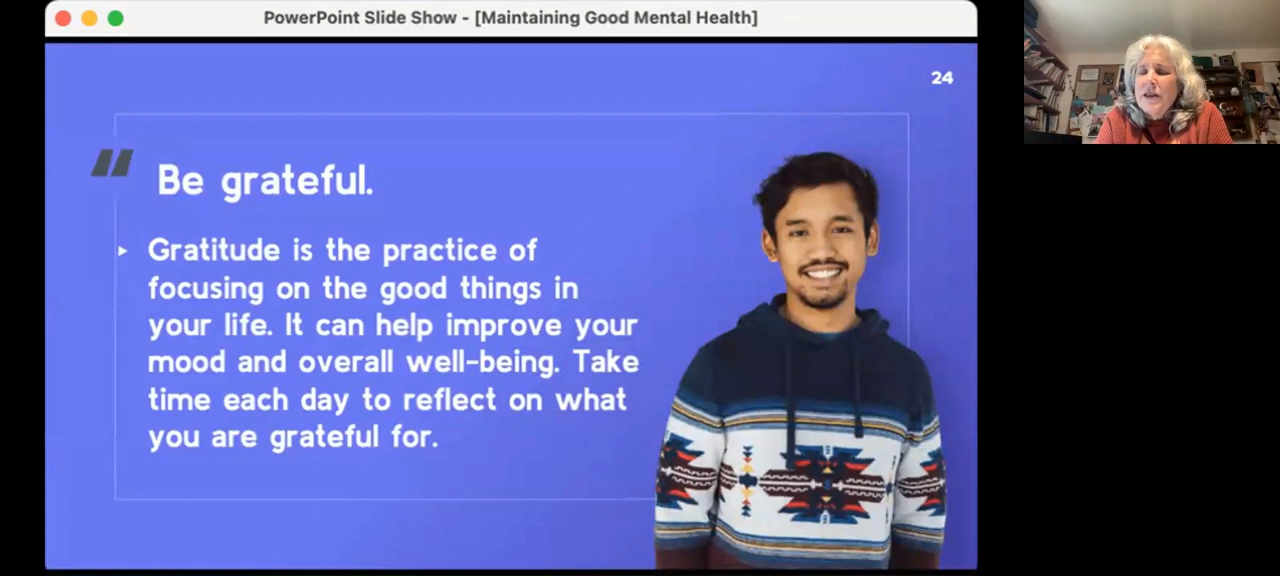 PowerPoint Slide Show - [Maintaining Good Mental Health]
24
“ Be grateful.
▸ Gratitude is the practice of
focusing on the good things in
your life. It can help improve your
mood and overall well-being. Take
time each day to reflect on what
you are grateful for.